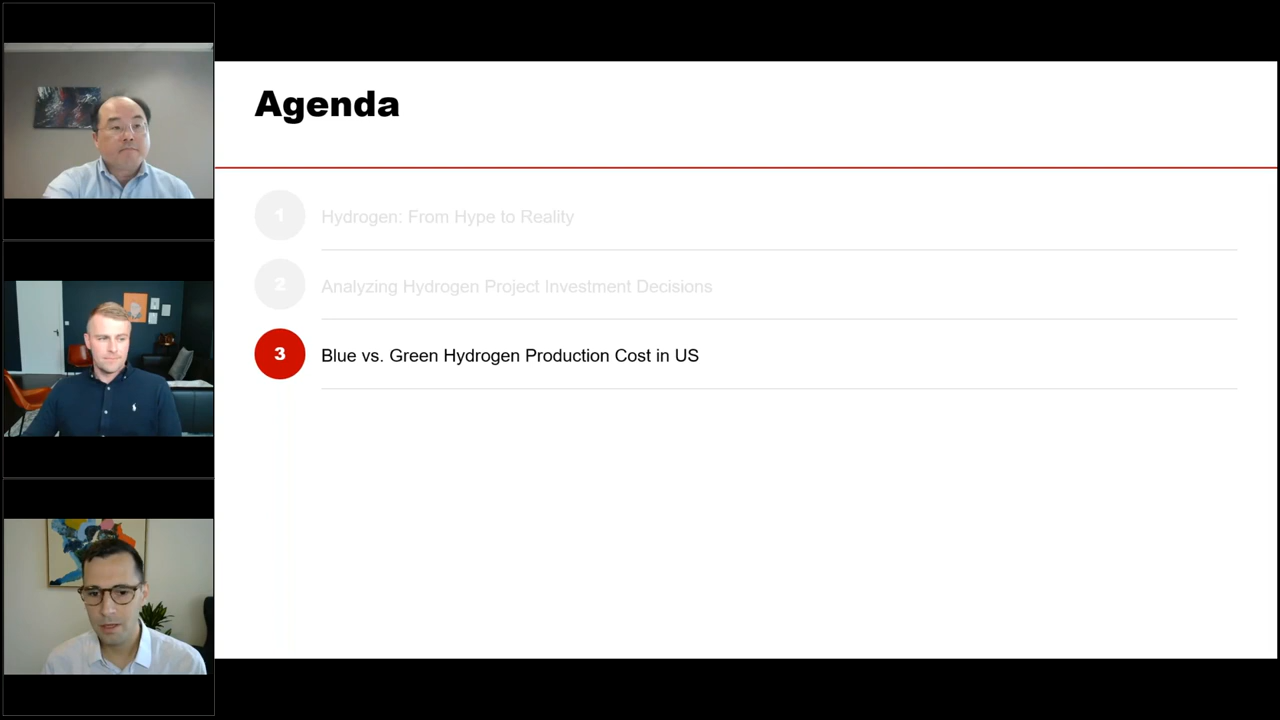 Agenda
1 Hydrogen: From Hype to Reality
2 Analyzing Hydrogen Project Investment Decisions
3 Blue vs. Green Hydrogen Production Cost in US